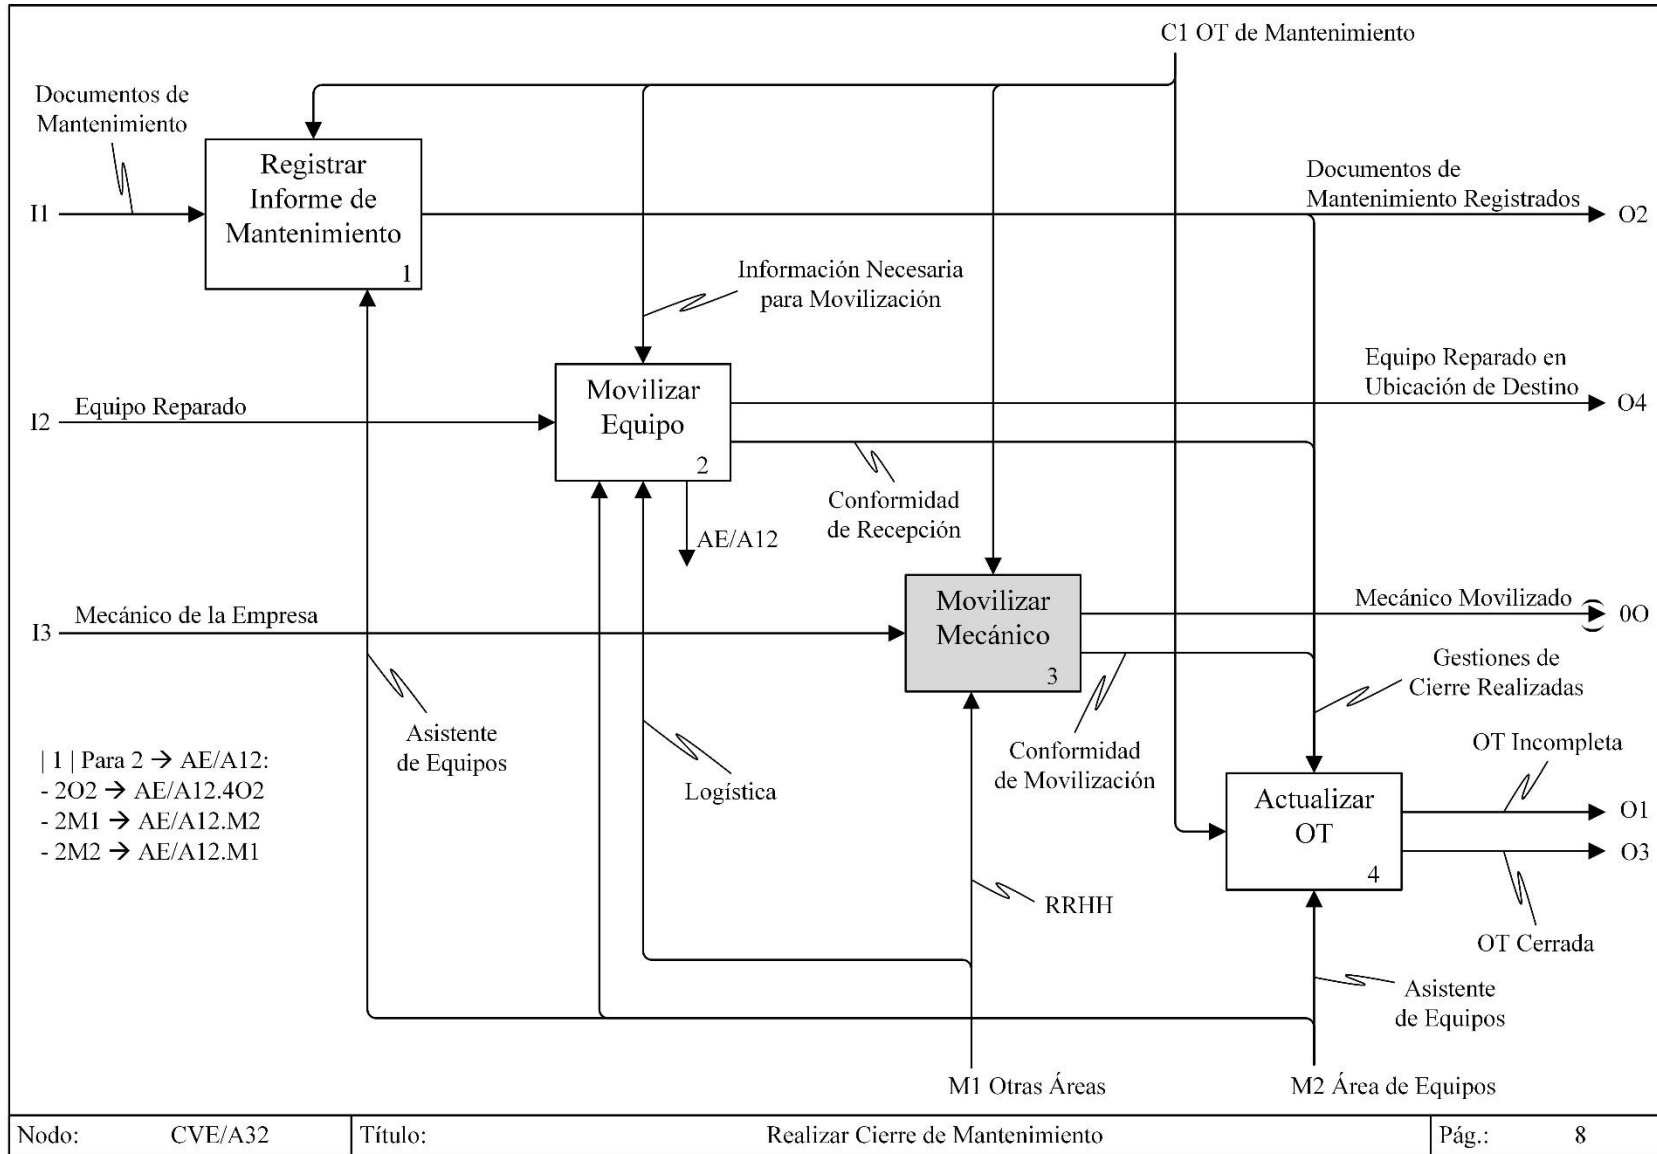 C1 OT de Mantenimiento
Documentos de
Mantenimiento
Registrar
Informe de
Mantenimiento
1
I1
Documentos de
Mantenimiento Registrados
O2
Información Necesaria
para Movilización
Equipo Reparado en
Ubicación de Destino
O4
I2
Equipo Reparado
Movilizar
Equipo
2
Conformidad
de Recepción
AE/A12
I3
Mecánico de la Empresa
Movilizar
Mecánico
3
Mecánico Movilizado
0O
Gestiones de
Cierre Realizadas
Asistente
de Equipos
Logística
Conformidad
de Movilización
OT Incompleta
| 1 | Para 2 → AE/A12:
- 2O2 → AE/A12.4O2
- 2M1 → AE/A12.M2
- 2M2 → AE/A12.M1
Actualizar
OT
4
O1
O3
RRHH
OT Cerrada
Asistente
de Equipos
M1 Otras Áreas
M2 Área de Equipos
Nodo: CVE/A32 Título: Realizar Cierre de Mantenimiento Pág.: 8